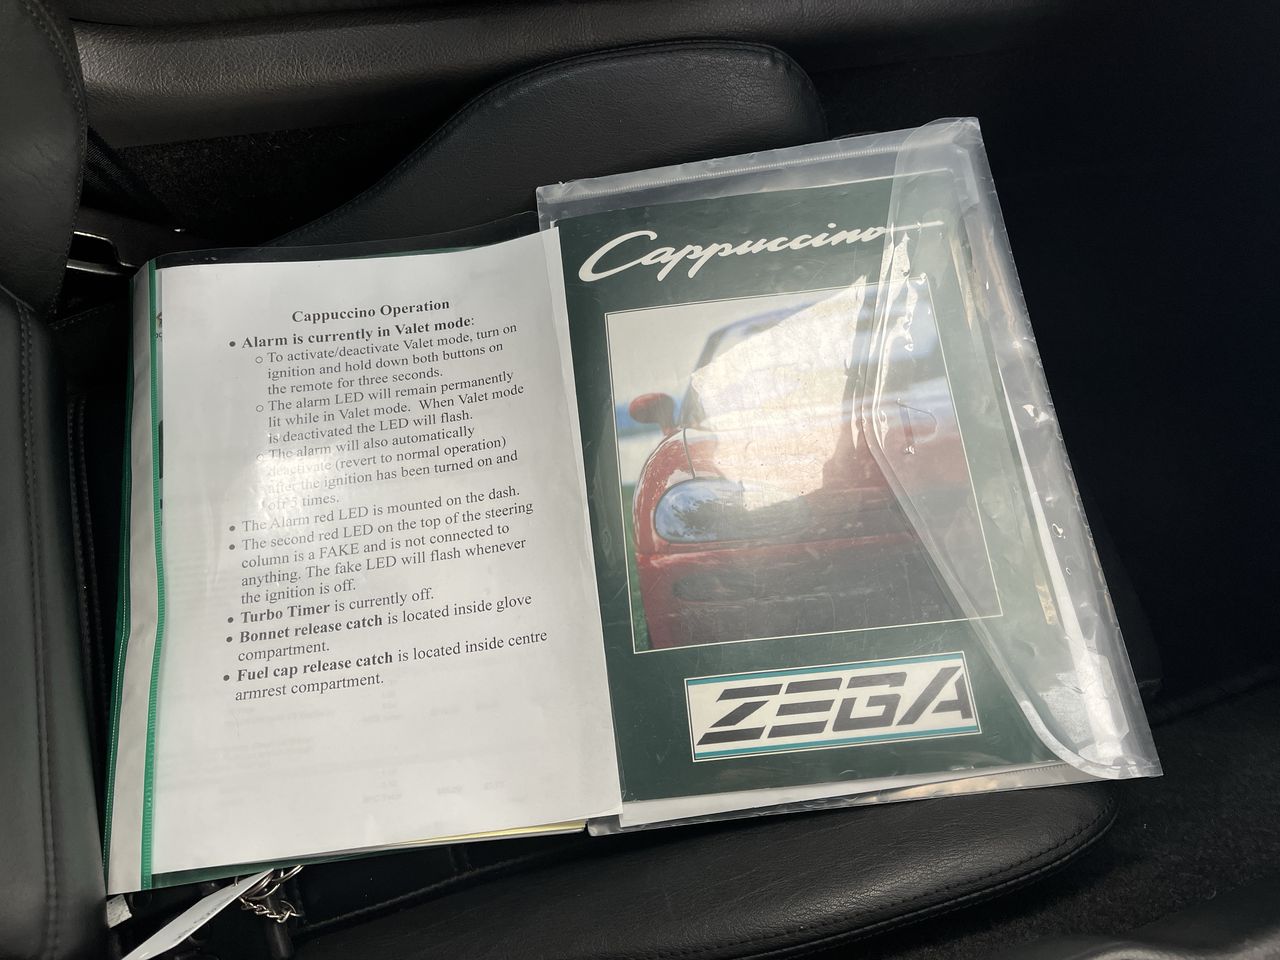 Cappuccino Operation
• Alarm is currently in Valet mode:
○ To activate/deactivate Valet mode, turn on
ignition and hold down both buttons on
the remote for three seconds.
○ The alarm LED will remain permanently
lit while in Valet mode. When Valet mode
is deactivated the LED will flash.
○ The alarm will also automatically
deactivate (revert to normal operation)
after the ignition has been turned on and
off times.
• The Alarm red LED is mounted on the dash.
• The second red LED on the top of the steering
column is a FAKE and is not connected to
anything. The fake LED will flash whenever
the ignition is off.
• Turbo Timer is currently off.
• Bonnet release catch is located inside glove
compartment.
• Fuel cap release catch is located inside centre
armrest compartment.
Cappuccino
ZEGA